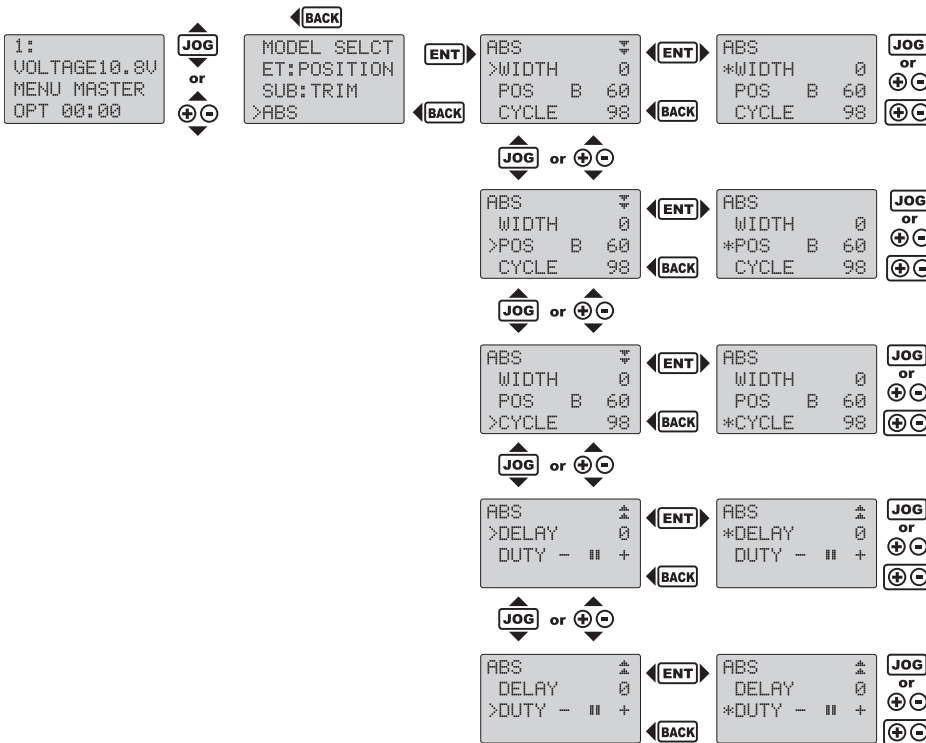 BACK
1:
VOLTAGE10.8V
MENU MASTER
OPT 00:00
JOG
or
+ -
MODEL SELCT
ET:POSITION
SUB:TRIM
>ABS
ENT
BACK
ABS
>WIDTH 0
POS B 60
CYCLE 98
ENT
BACK
ABS
*WIDTH 0
POS B 60
CYCLE 98
JOG
or
+ -
+ -
JOG or + -
ABS
WIDTH 0
>POS B 60
CYCLE 98
ENT
BACK
ABS
WIDTH 0
*POS B 60
CYCLE 98
JOG
or
+ -
+ -
JOG or + -
ABS
WIDTH 0
POS B 60
>CYCLE 98
ENT
BACK
ABS
WIDTH 0
POS B 60
*CYCLE 98
JOG
or
+ -
+ -
JOG or + -
ABS
>DELAY 0
DUTY - +
ENT
BACK
ABS
*DELAY 0
DUTY - +
JOG
or
+ -
+ -
JOG or + -
ABS
DELAY 0
>DUTY - +
ENT
BACK
ABS
DELAY 0
*DUTY - +
JOG
or
+ -
+ -